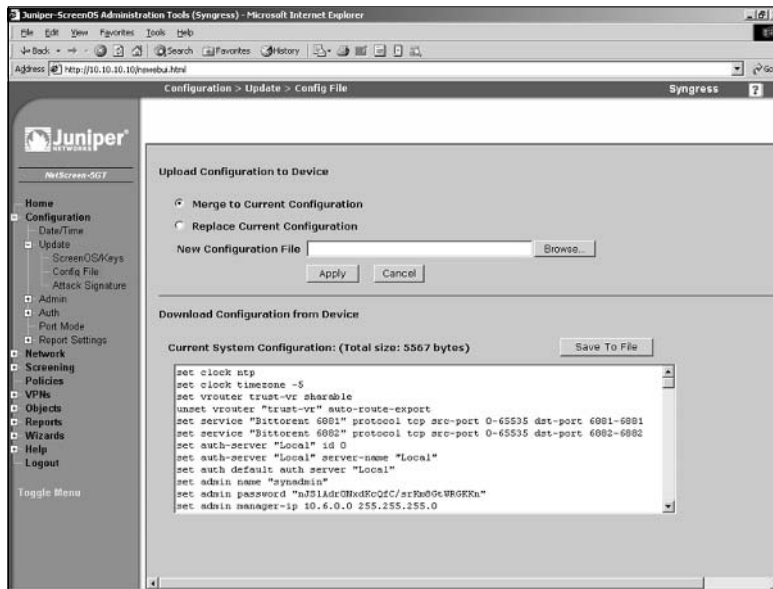 Juniper-ScreenOS Administration Tools (Syngress) - Microsoft Internet Explorer
File Edit View Favorites Tools Help
Back Search Favorites History
Address http://10.10.10.10/nswebui.html Go
Configuration > Update > Config File Syngress ?
Juniper
NETWORKS
NetScreen-5GT
Home
Configuration
Date/Time
Update
ScreenOS/Keys
Config File
Attack Signature
Admin
Auth
Port Mode
Report Settings
Network
Screening
Policies
VPNs
Objects
Reports
Wizards
Help
Logout
Toggle Menu
Upload Configuration to Device
Merge to Current Configuration
Replace Current Configuration
New Configuration File Browse...
Apply Cancel
Download Configuration from Device
Current System Configuration: (Total size: 5567 bytes) Save To File
set clock ntp
set clock timezone -5
set vrouter trust-vr sharable
unset vrouter "trust-vr" auto-route-export
set service "Bittorent 6881" protocol tcp src-port 0-65535 dst-port 6881-6881
set service "Bittorent 6882" protocol tcp src-port 0-65535 dst-port 6882-6882
set auth-server "Local" id 0
set auth-server "Local" server-name "Local"
set auth default auth server "Local"
set admin name "synadmin"
set admin password
set admin manager-ip 10.6.0.0 255.255.255.0